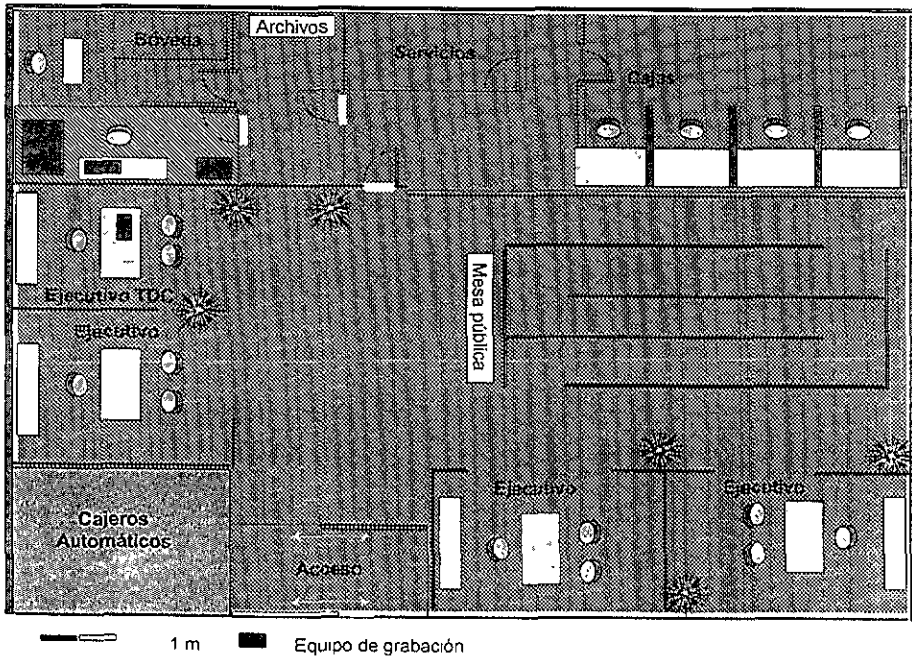 Bóveda
Archivos
Servicios
Cajas
Ejecutivo TDC
Ejecutivo
Mesa pública
Ejecutivo
Ejecutivo
Cajeros
Automáticos
Acceso
1 m
Equipo de grabación